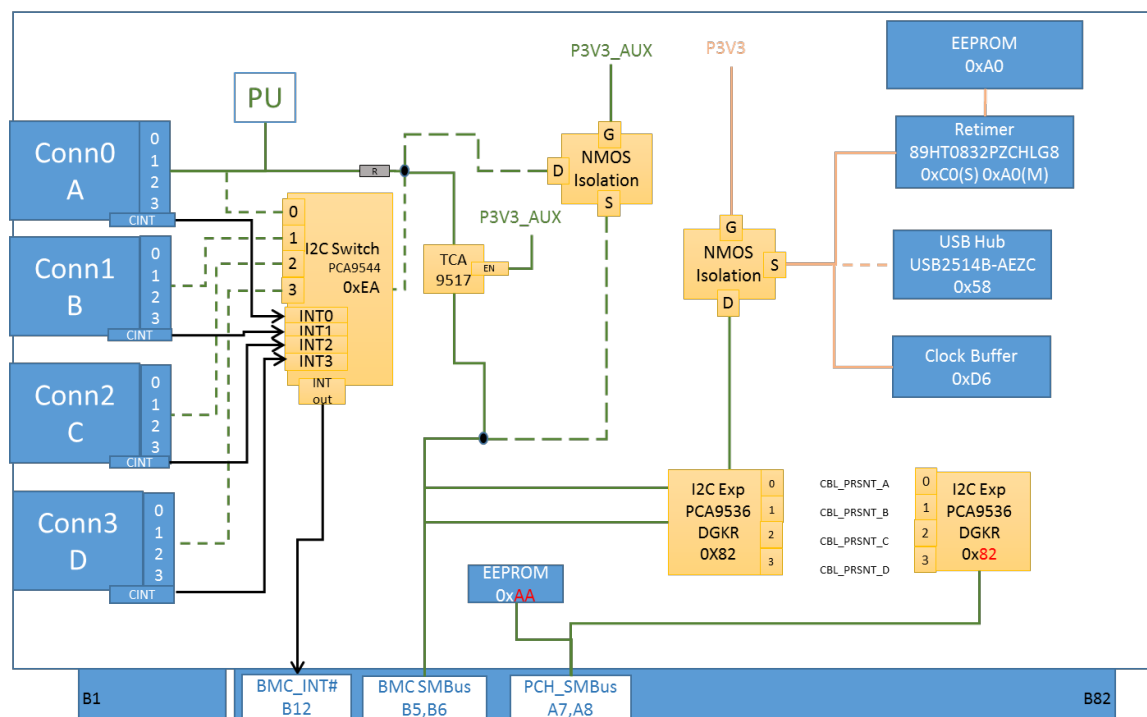 P3V3_AUX
P3V3
EEPROM
0xA0
PU
Retimer
89HT0832PZCHLG8
0xC0(S) 0xA0(M)
G
NMOS
Isolation
D
S
Conn0
A
0
1
2
3
CINT
P3V3_AUX
TCA
9517
EN
0
1
2
3
I2C Switch
PCA9544
0xEA
INT0
INT1
INT2
INT3
INT
out
R
G
NMOS
Isolation
S
D
USB Hub
USB2514B-AEZC
0x58
Clock Buffer
0xD6
Conn1
B
0
1
2
3
CINT
Conn2
C
0
1
2
3
CINT
Conn3
D
0
1
2
3
CINT
I2C Exp
PCA9536
DGKR
0X82
0
1
2
3
CBL_PRSNT_A
CBL_PRSNT_B
CBL_PRSNT_C
CBL_PRSNT_D
0
1
2
3
I2C Exp
PCA9536
DGKR
0x82
EEPROM
0xAA
B1
BMC_INT#
B12
BMC SMBus
B5,B6
PCH_SMBus
A7,A8
B82